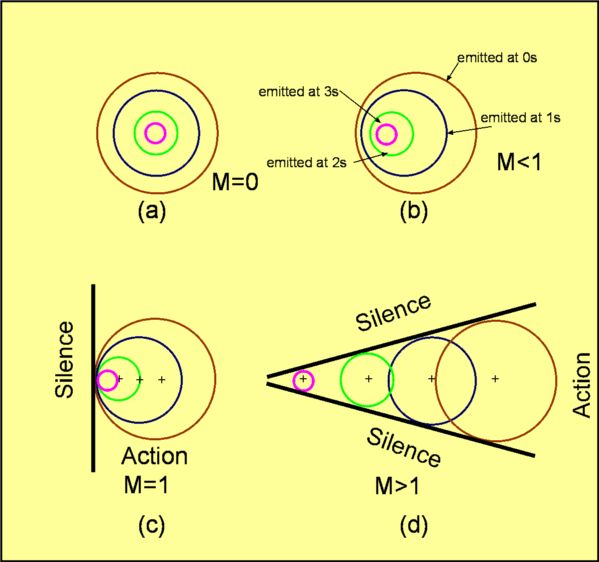 emitted at 0s
emitted at 3s
emitted at 1s
emitted at 2s
M=0
M<1
(a)
(b)
Silence
Silence
Action
Silence
Action
M=1
M>1
(c)
(d)